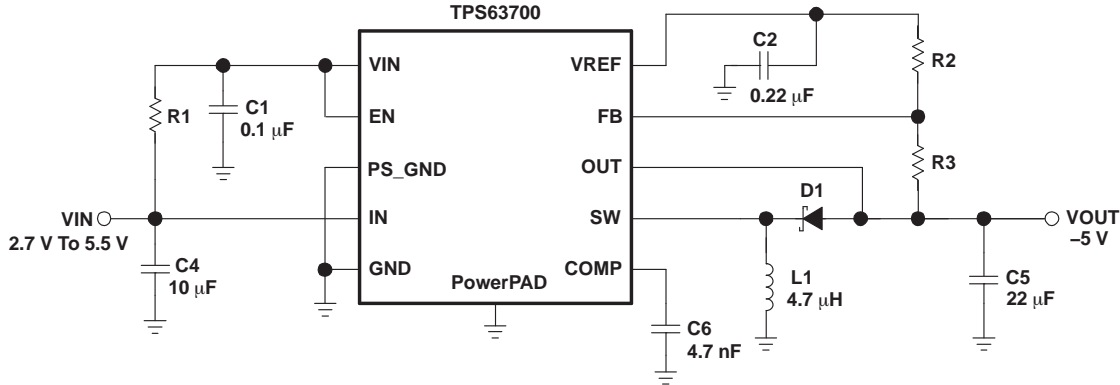 TPS63700
VIN
EN
PS_GND
IN
GND
VREF
FB
OUT
SW
COMP
PowerPAD
R1
C1
0.1 μF
VIN
2.7 V To 5.5 V
C4
10 μF
C2
0.22 μF
R2
R3
D1
L1
4.7 μH
C6
4.7 nF
VOUT
–5 V
C5
22 μF